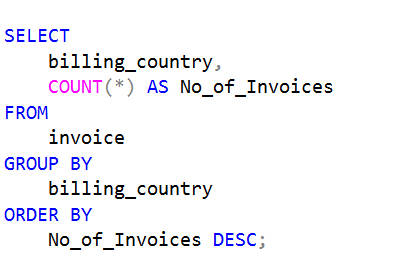 SELECT
    billing_country,
    COUNT(*) AS No_of_Invoices
FROM
    invoice
GROUP BY
    billing_country
ORDER BY
    No_of_Invoices DESC;